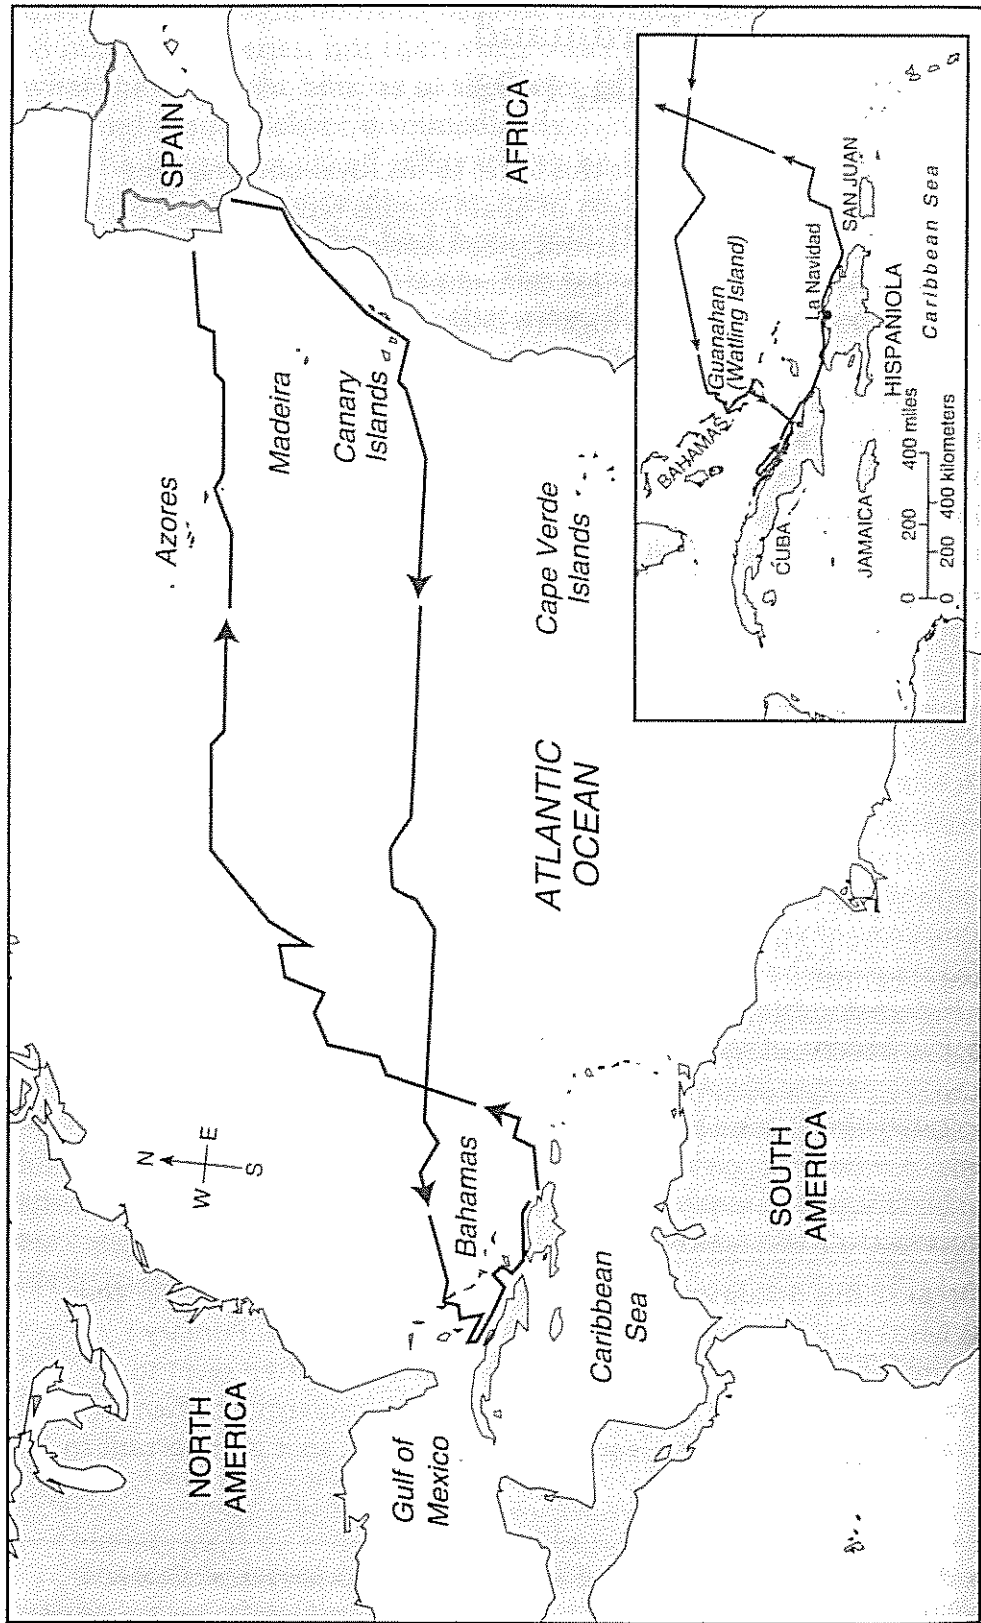 NORTH
AMERICA
N
W
E
S
SPAIN
Azores
Madeira
Canary
Islands
AFRICA
Gulf of
Mexico
Bahamas
Cape Verde
Islands
ATLANTIC
OCEAN
Caribbean
Sea
SOUTH
AMERICA
BAHAMAS
Guanahan
(Watling Island)
CUBA
La Navidad
SAN JUAN
JAMAICA
HISPANIOLA
Caribbean Sea
0 200 400 miles
0 200 400 kilometers